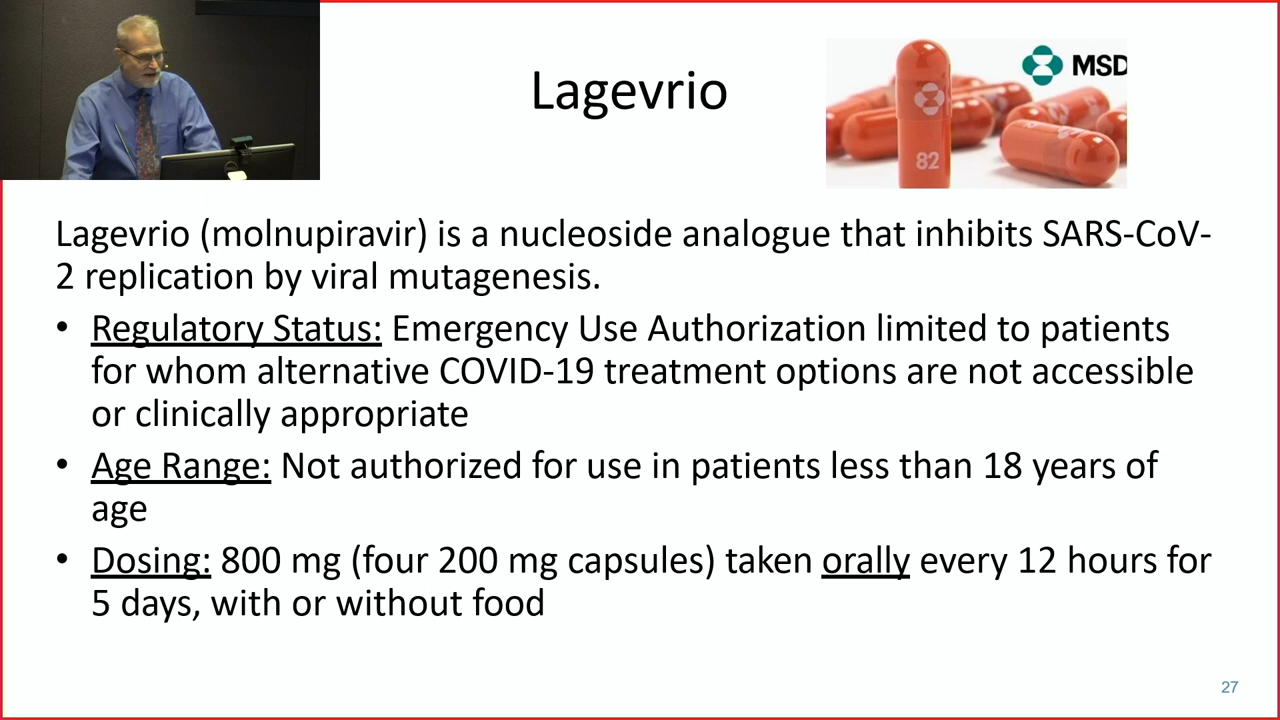 Lagevrio
MSD
82
Lagevrio (molnupiravir) is a nucleoside analogue that inhibits SARS-CoV-
2 replication by viral mutagenesis.
• Regulatory Status: Emergency Use Authorization limited to patients
for whom alternative COVID-19 treatment options are not accessible
or clinically appropriate
• Age Range: Not authorized for use in patients less than 18 years of
age
• Dosing: 800 mg (four 200 mg capsules) taken orally every 12 hours for
5 days, with or without food
27